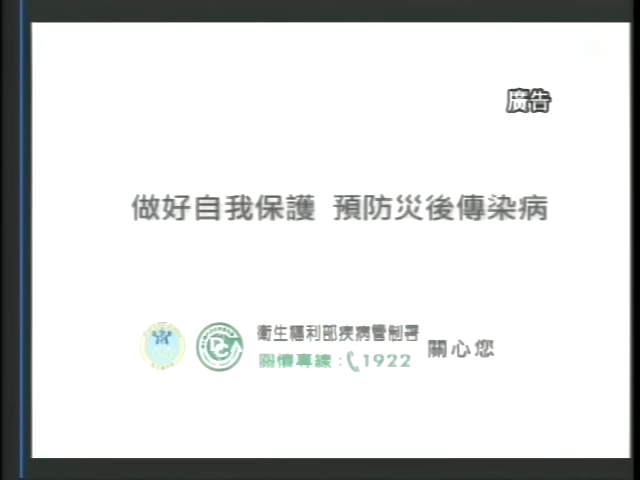 廣告
做好自我保護 預防災後傳染病
衛生福利部疾病管制署
關懷專線：1922
關心您